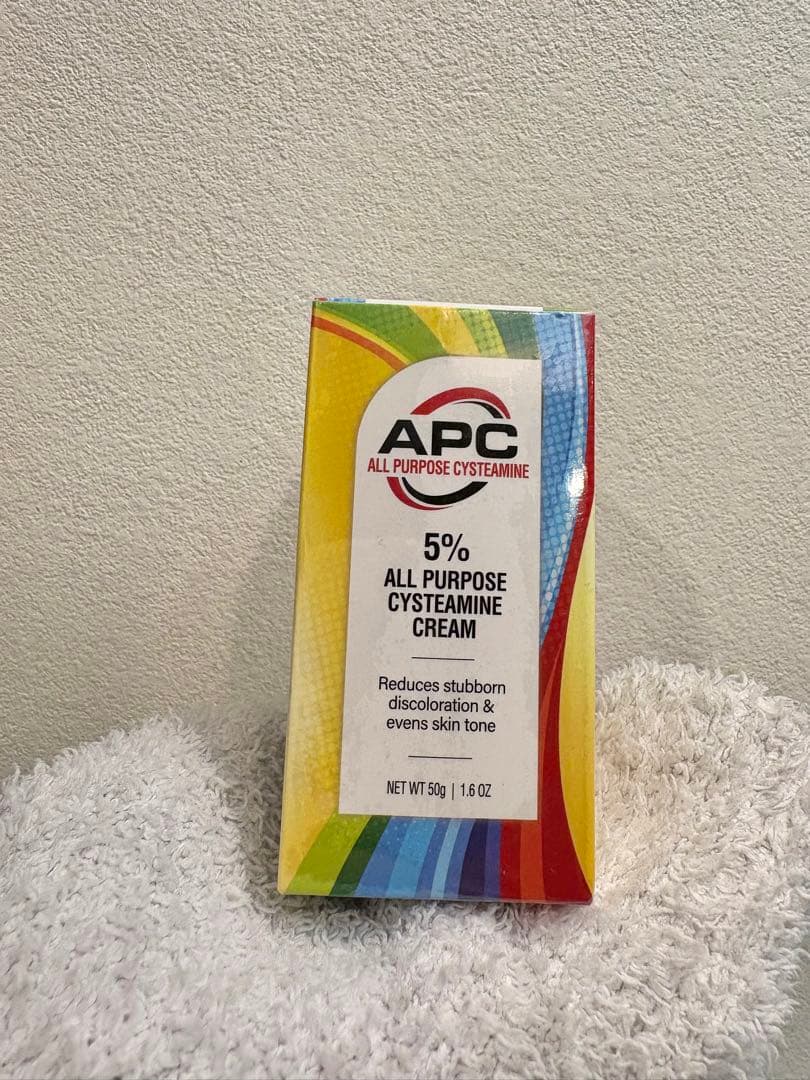 APC
ALL PURPOSE CYSTEAMINE
5%
ALL PURPOSE
CYSTEAMINE
CREAM
Reduces stubborn
discoloration &
evens skin tone
NET WT 50g | 1.6 OZ